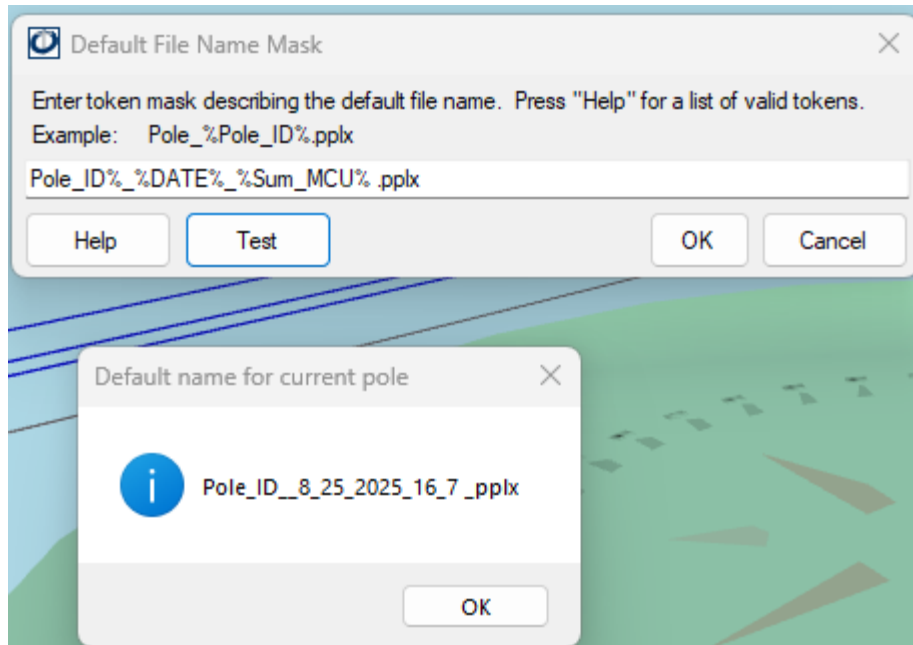 Default File Name Mask
Enter token mask describing the default file name. Press "Help" for a list of valid tokens.
Example: Pole_%Pole_ID%.pplx
Pole_ID%_%DATE%_%Sum_MCU% .pplx
Help Test OK Cancel
Default name for current pole
Pole_ID__8_25_2025_16_7 _pplx
OK